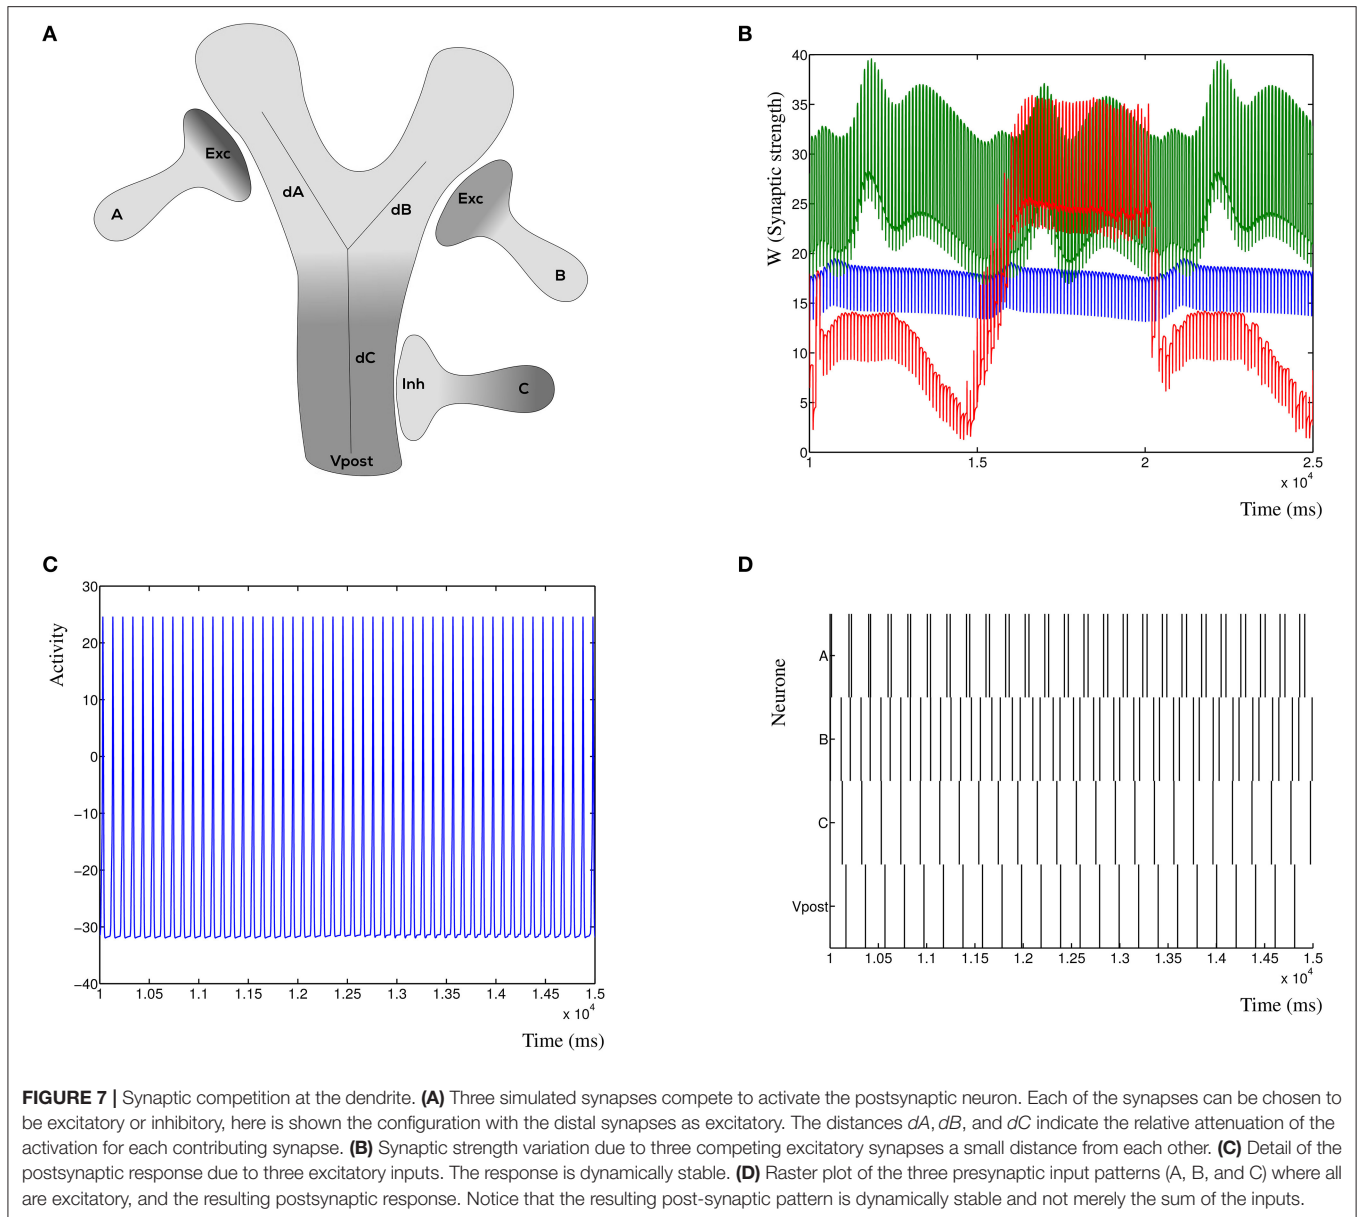 A
Exc
A
dA
dB
Exc
B
dC
Inh
C
Vpost
B
W (Synaptic strength)
40
35
30
25
20
15
10
5
0
1
1.5
2
2.5
x 10⁴
Time (ms)
C
Activity
30
20
10
0
−10
−20
−30
−40
1
1.05
1.1
1.15
1.2
1.25
1.3
1.35
1.4
1.45
1.5
x 10⁴
Time (ms)
D
Neurone
A
B
C
Vpost
1
1.05
1.1
1.15
1.2
1.25
1.3
1.35
1.4
1.45
1.5
x 10⁴
Time (ms)
FIGURE 7 | Synaptic competition at the dendrite. (A) Three simulated synapses compete to activate the postsynaptic neuron. Each of the synapses can be chosen to
be excitatory or inhibitory, here is shown the configuration with the distal synapses as excitatory. The distances dA, dB, and dC indicate the relative attenuation of the
activation for each contributing synapse. (B) Synaptic strength variation due to three competing excitatory synapses a small distance from each other. (C) Detail of the
postsynaptic response due to three excitatory inputs. The response is dynamically stable. (D) Raster plot of the three presynaptic input patterns (A, B, and C) where all
are excitatory, and the resulting postsynaptic response. Notice that the resulting post-synaptic pattern is dynamically stable and not merely the sum of the inputs.